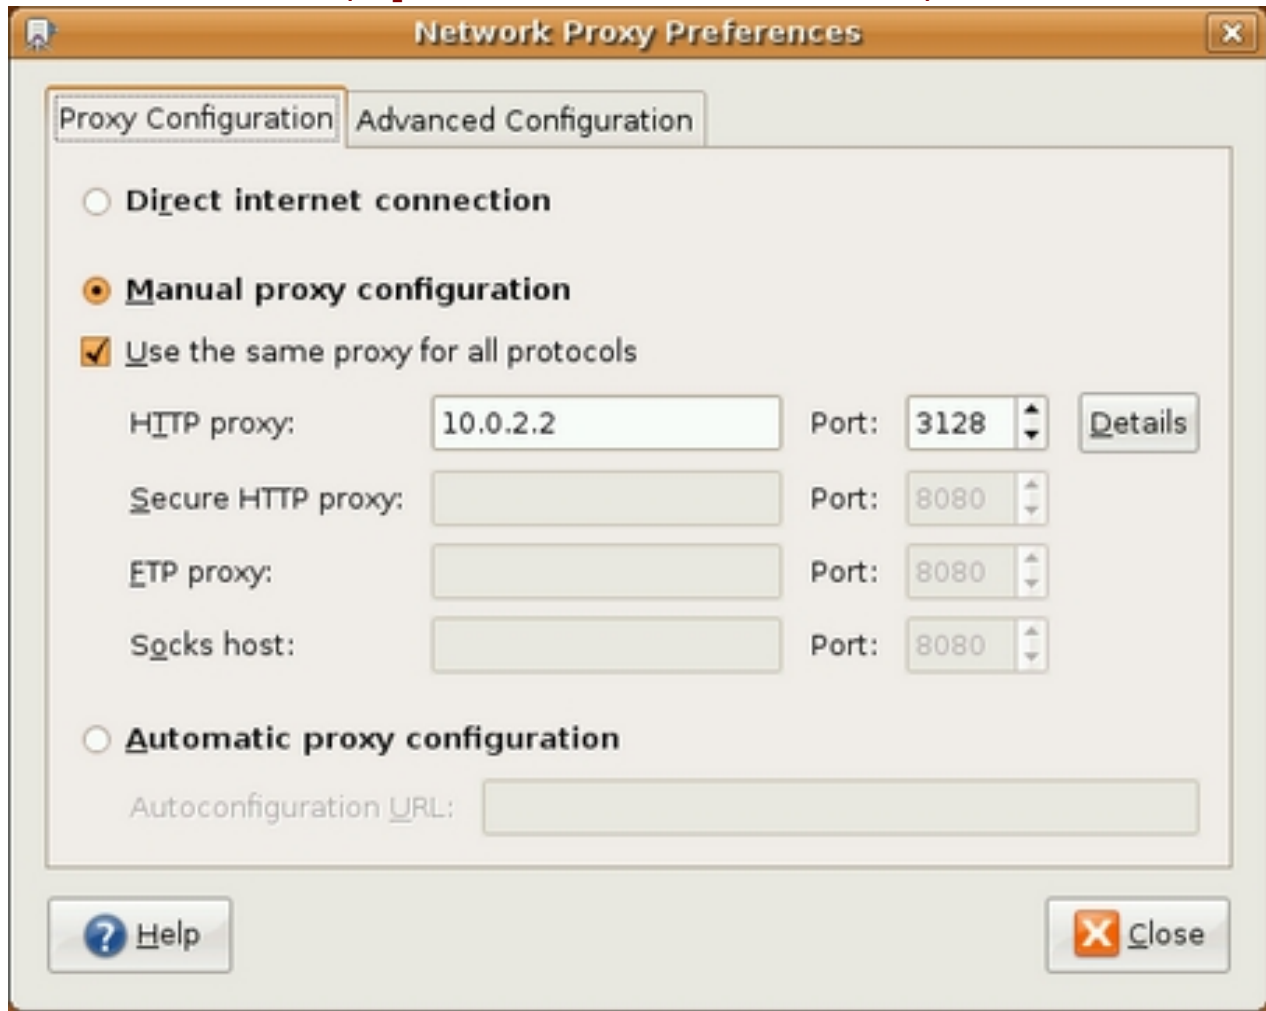 Network Proxy Preferences
Proxy Configuration Advanced Configuration
Direct internet connection
Manual proxy configuration
Use the same proxy for all protocols
HTTP proxy: 10.0.2.2 Port: 3128 Details
Secure HTTP proxy: Port: 8080
FTP proxy: Port: 8080
Socks host: Port: 8080
Automatic proxy configuration
Autoconfiguration URL:
Help Close